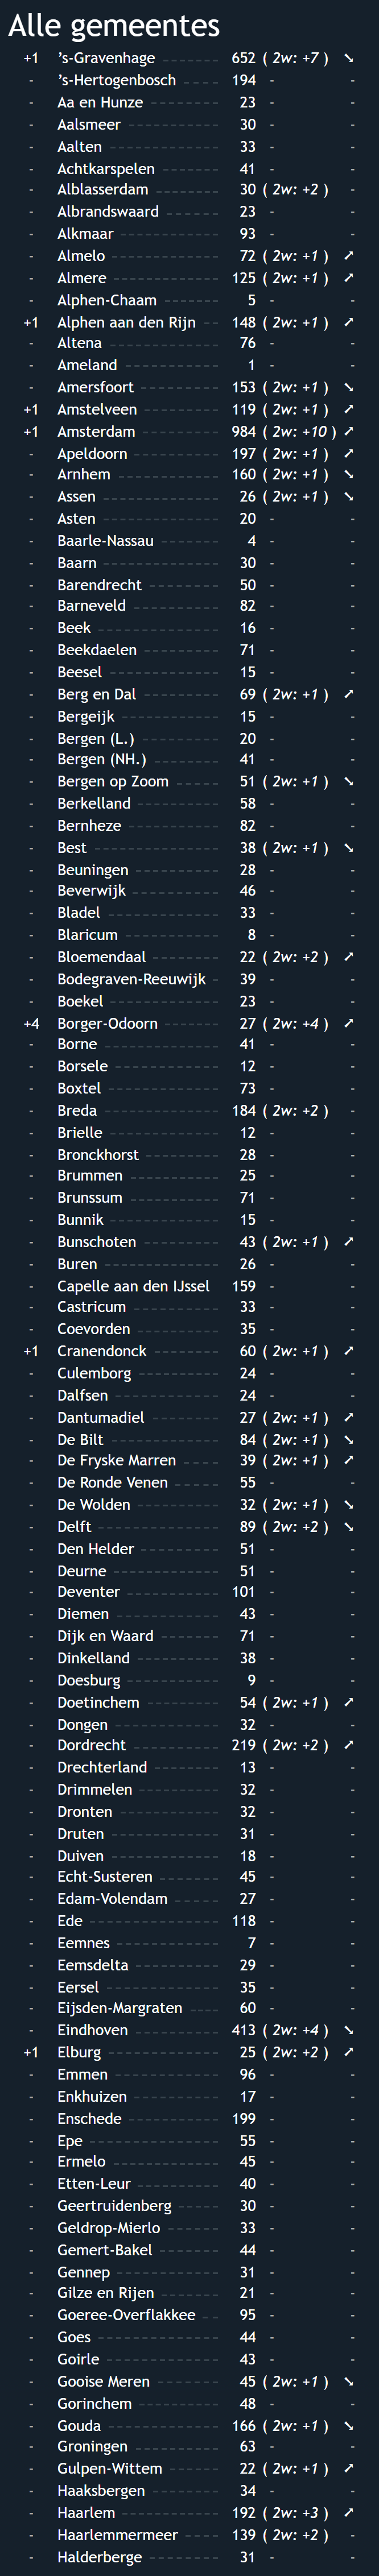 Alle gemeentes
+1 's-Gravenhage 652 ( 2w: +7 ) ➘
- 's-Hertogenbosch 194 - -
- Aa en Hunze 23 - -
- Aalsmeer 30 - -
- Aalten 33 - -
- Achtkarspelen 41 - -
- Alblasserdam 30 ( 2w: +2 ) -
- Albrandswaard 23 - -
- Alkmaar 93 - -
- Almelo 72 ( 2w: +1 ) ➚
- Almere 125 ( 2w: +1 ) ➚
- Alphen-Chaam 5 - -
+1 Alphen aan den Rijn 148 ( 2w: +1 ) ➚
- Altena 76 - -
- Ameland 1 - -
- Amersfoort 153 ( 2w: +1 ) ➘
+1 Amstelveen 119 ( 2w: +1 ) ➚
+1 Amsterdam 984 ( 2w: +10 ) ➚
- Apeldoorn 197 ( 2w: +1 ) ➚
- Arnhem 160 ( 2w: +1 ) ➘
- Assen 26 ( 2w: +1 ) ➘
- Asten 20 - -
- Baarle-Nassau 4 - -
- Baarn 30 - -
- Barendrecht 50 - -
- Barneveld 82 - -
- Beek 16 - -
- Beekdaelen 71 - -
- Beesel 15 - -
- Berg en Dal 69 ( 2w: +1 ) ➚
- Bergeijk 15 - -
- Bergen (L.) 20 - -
- Bergen (NH.) 41 - -
- Bergen op Zoom 51 ( 2w: +1 ) ➘
- Berkelland 58 - -
- Bernheze 82 - -
- Best 38 ( 2w: +1 ) ➘
- Beuningen 28 - -
- Beverwijk 46 - -
- Bladel 33 - -
- Blaricum 8 - -
- Bloemendaal 22 ( 2w: +2 ) ➚
- Bodegraven-Reeuwijk 39 - -
- Boekel 23 - -
+4 Borger-Odoorn 27 ( 2w: +4 ) ➚
- Borne 41 - -
- Borsele 12 - -
- Boxtel 73 - -
- Breda 184 ( 2w: +2 ) -
- Brielle 12 - -
- Bronckhorst 28 - -
- Brummen 25 - -
- Brunssum 71 - -
- Bunnik 15 - -
- Bunschoten 43 ( 2w: +1 ) ➚
- Buren 26 - -
- Capelle aan den IJssel 159 - -
- Castricum 33 - -
- Coevorden 35 - -
+1 Cranendonck 60 ( 2w: +1 ) ➚
- Culemborg 24 - -
- Dalfsen 24 - -
- Dantumadiel 27 ( 2w: +1 ) ➚
- De Bilt 84 ( 2w: +1 ) ➘
- De Fryske Marren 39 ( 2w: +1 ) ➚
- De Ronde Venen 55 - -
- De Wolden 32 ( 2w: +1 ) ➘
- Delft 89 ( 2w: +2 ) ➘
- Den Helder 51 - -
- Deurne 51 - -
- Deventer 101 - -
- Diemen 43 - -
- Dijk en Waard 71 - -
- Dinkelland 38 - -
- Doesburg 9 - -
- Doetinchem 54 ( 2w: +1 ) ➚
- Dongen 32 - -
- Dordrecht 219 ( 2w: +2 ) ➚
- Drechterland 13 - -
- Drimmelen 32 - -
- Dronten 32 - -
- Druten 31 - -
- Duiven 18 - -
- Echt-Susteren 45 - -
- Edam-Volendam 27 - -
- Ede 118 - -
- Eemnes 7 - -
- Eemsdelta 29 - -
- Eersel 35 - -
- Eijsden-Margraten 60 - -
- Eindhoven 413 ( 2w: +4 ) ➘
+1 Elburg 25 ( 2w: +2 ) ➚
- Emmen 96 - -
- Enkhuizen 17 - -
- Enschede 199 - -
- Epe 55 - -
- Ermelo 45 - -
- Etten-Leur 40 - -
- Geertruidenberg 30 - -
- Geldrop-Mierlo 33 - -
- Gemert-Bakel 44 - -
- Gennep 31 - -
- Gilze en Rijen 21 - -
- Goeree-Overflakkee 95 - -
- Goes 44 - -
- Goirle 43 - -
- Gooise Meren 45 ( 2w: +1 ) ➘
- Gorinchem 48 - -
- Gouda 166 ( 2w: +1 ) ➘
- Groningen 63 - -
- Gulpen-Wittem 22 ( 2w: +1 ) ➚
- Haaksbergen 34 - -
- Haarlem 192 ( 2w: +3 ) ➚
- Haarlemmermeer 139 ( 2w: +2 ) -
- Halderberge 31 - -